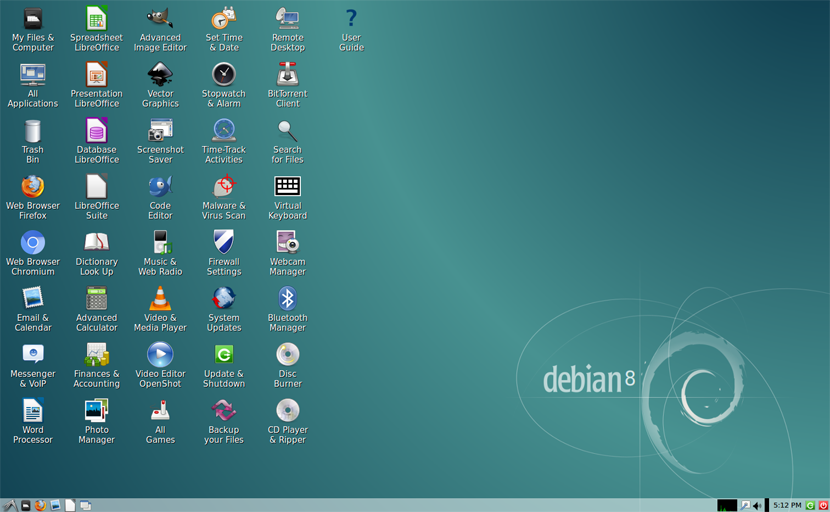 My Files &
Computer
Spreadsheet
LibreOffice
Advanced
Image Editor
Set Time
& Date
Remote
Desktop
?
User
Guide
All
Applications
Presentation
LibreOffice
Vector
Graphics
Stopwatch
& Alarm
BitTorrent
Client
Trash
Bin
Database
LibreOffice
Screenshot
Saver
Time-Track
Activities
Search
for Files
Web Browser
Firefox
LibreOffice
Suite
Code
Editor
Malware &
Virus Scan
Virtual
Keyboard
Web Browser
Chromium
Dictionary
Look Up
Music &
Web Radio
Firewall
Settings
Webcam
Manager
Email &
Calendar
Advanced
Calculator
Video &
Media Player
System
Updates
Bluetooth
Manager
Messenger
& VoIP
Finances &
Accounting
Video Editor
OpenShot
Update &
Shutdown
Disc
Burner
Word
Processor
Photo
Manager
All
Games
Backup
your Files
CD Player
& Ripper
debian 8
5:12 PM